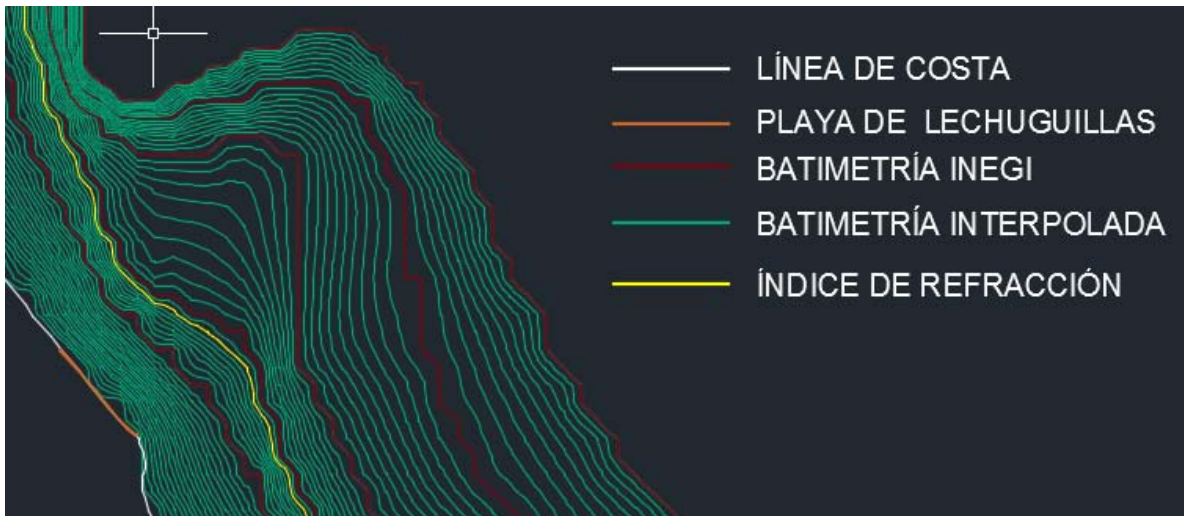 LÍNEA DE COSTA
PLAYA DE LECHUGUILLAS
BATIMETRÍA INEGI
BATIMETRÍA INTERPOLADA
ÍNDICE DE REFRACCIÓN